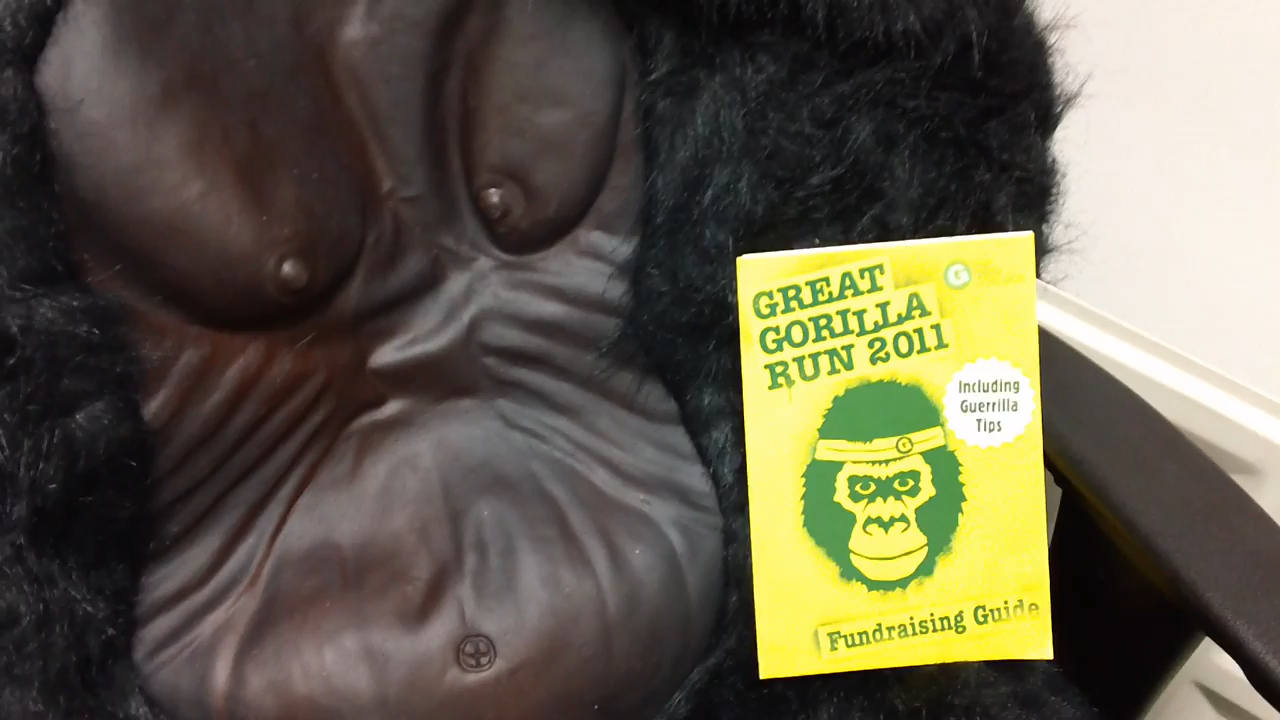 GREAT
GORILLA
RUN 2011
G
Including
Guerrilla
Tips
G
Fundraising Guide